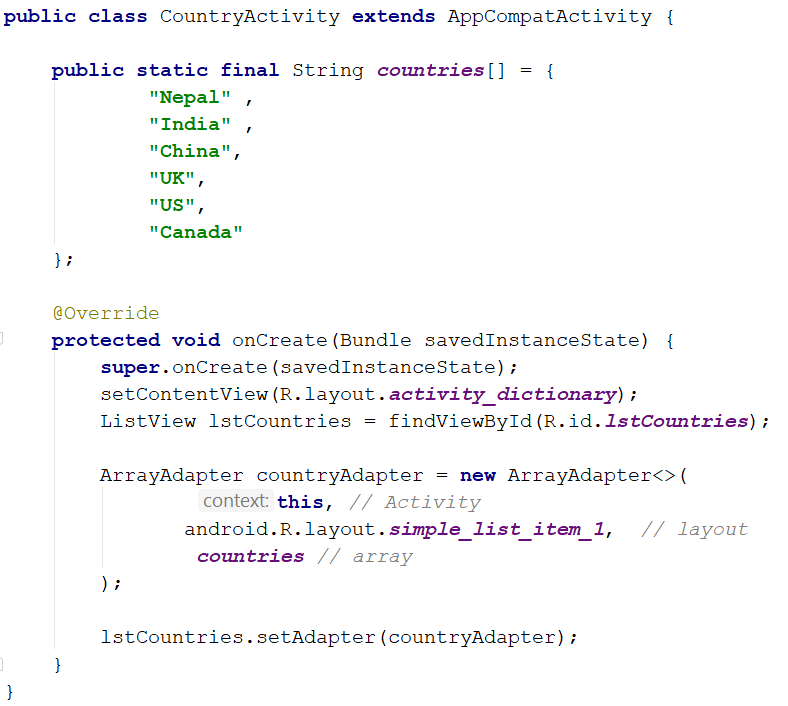 public class CountryActivity extends AppCompatActivity {
public static final String countries[] = {
"Nepal" ,
"India" ,
"China",
"UK",
"US",
"Canada"
};
@Override
protected void onCreate(Bundle savedInstanceState) {
super.onCreate(savedInstanceState);
setContentView(R.layout.activity_dictionary);
ListView lstCountries = findViewById(R.id.lstCountries);
ArrayAdapter countryAdapter = new ArrayAdapter<>(
context: this, // Activity
android.R.layout.simple_list_item_1, // layout
countries // array
);
lstCountries.setAdapter(countryAdapter);
}
}